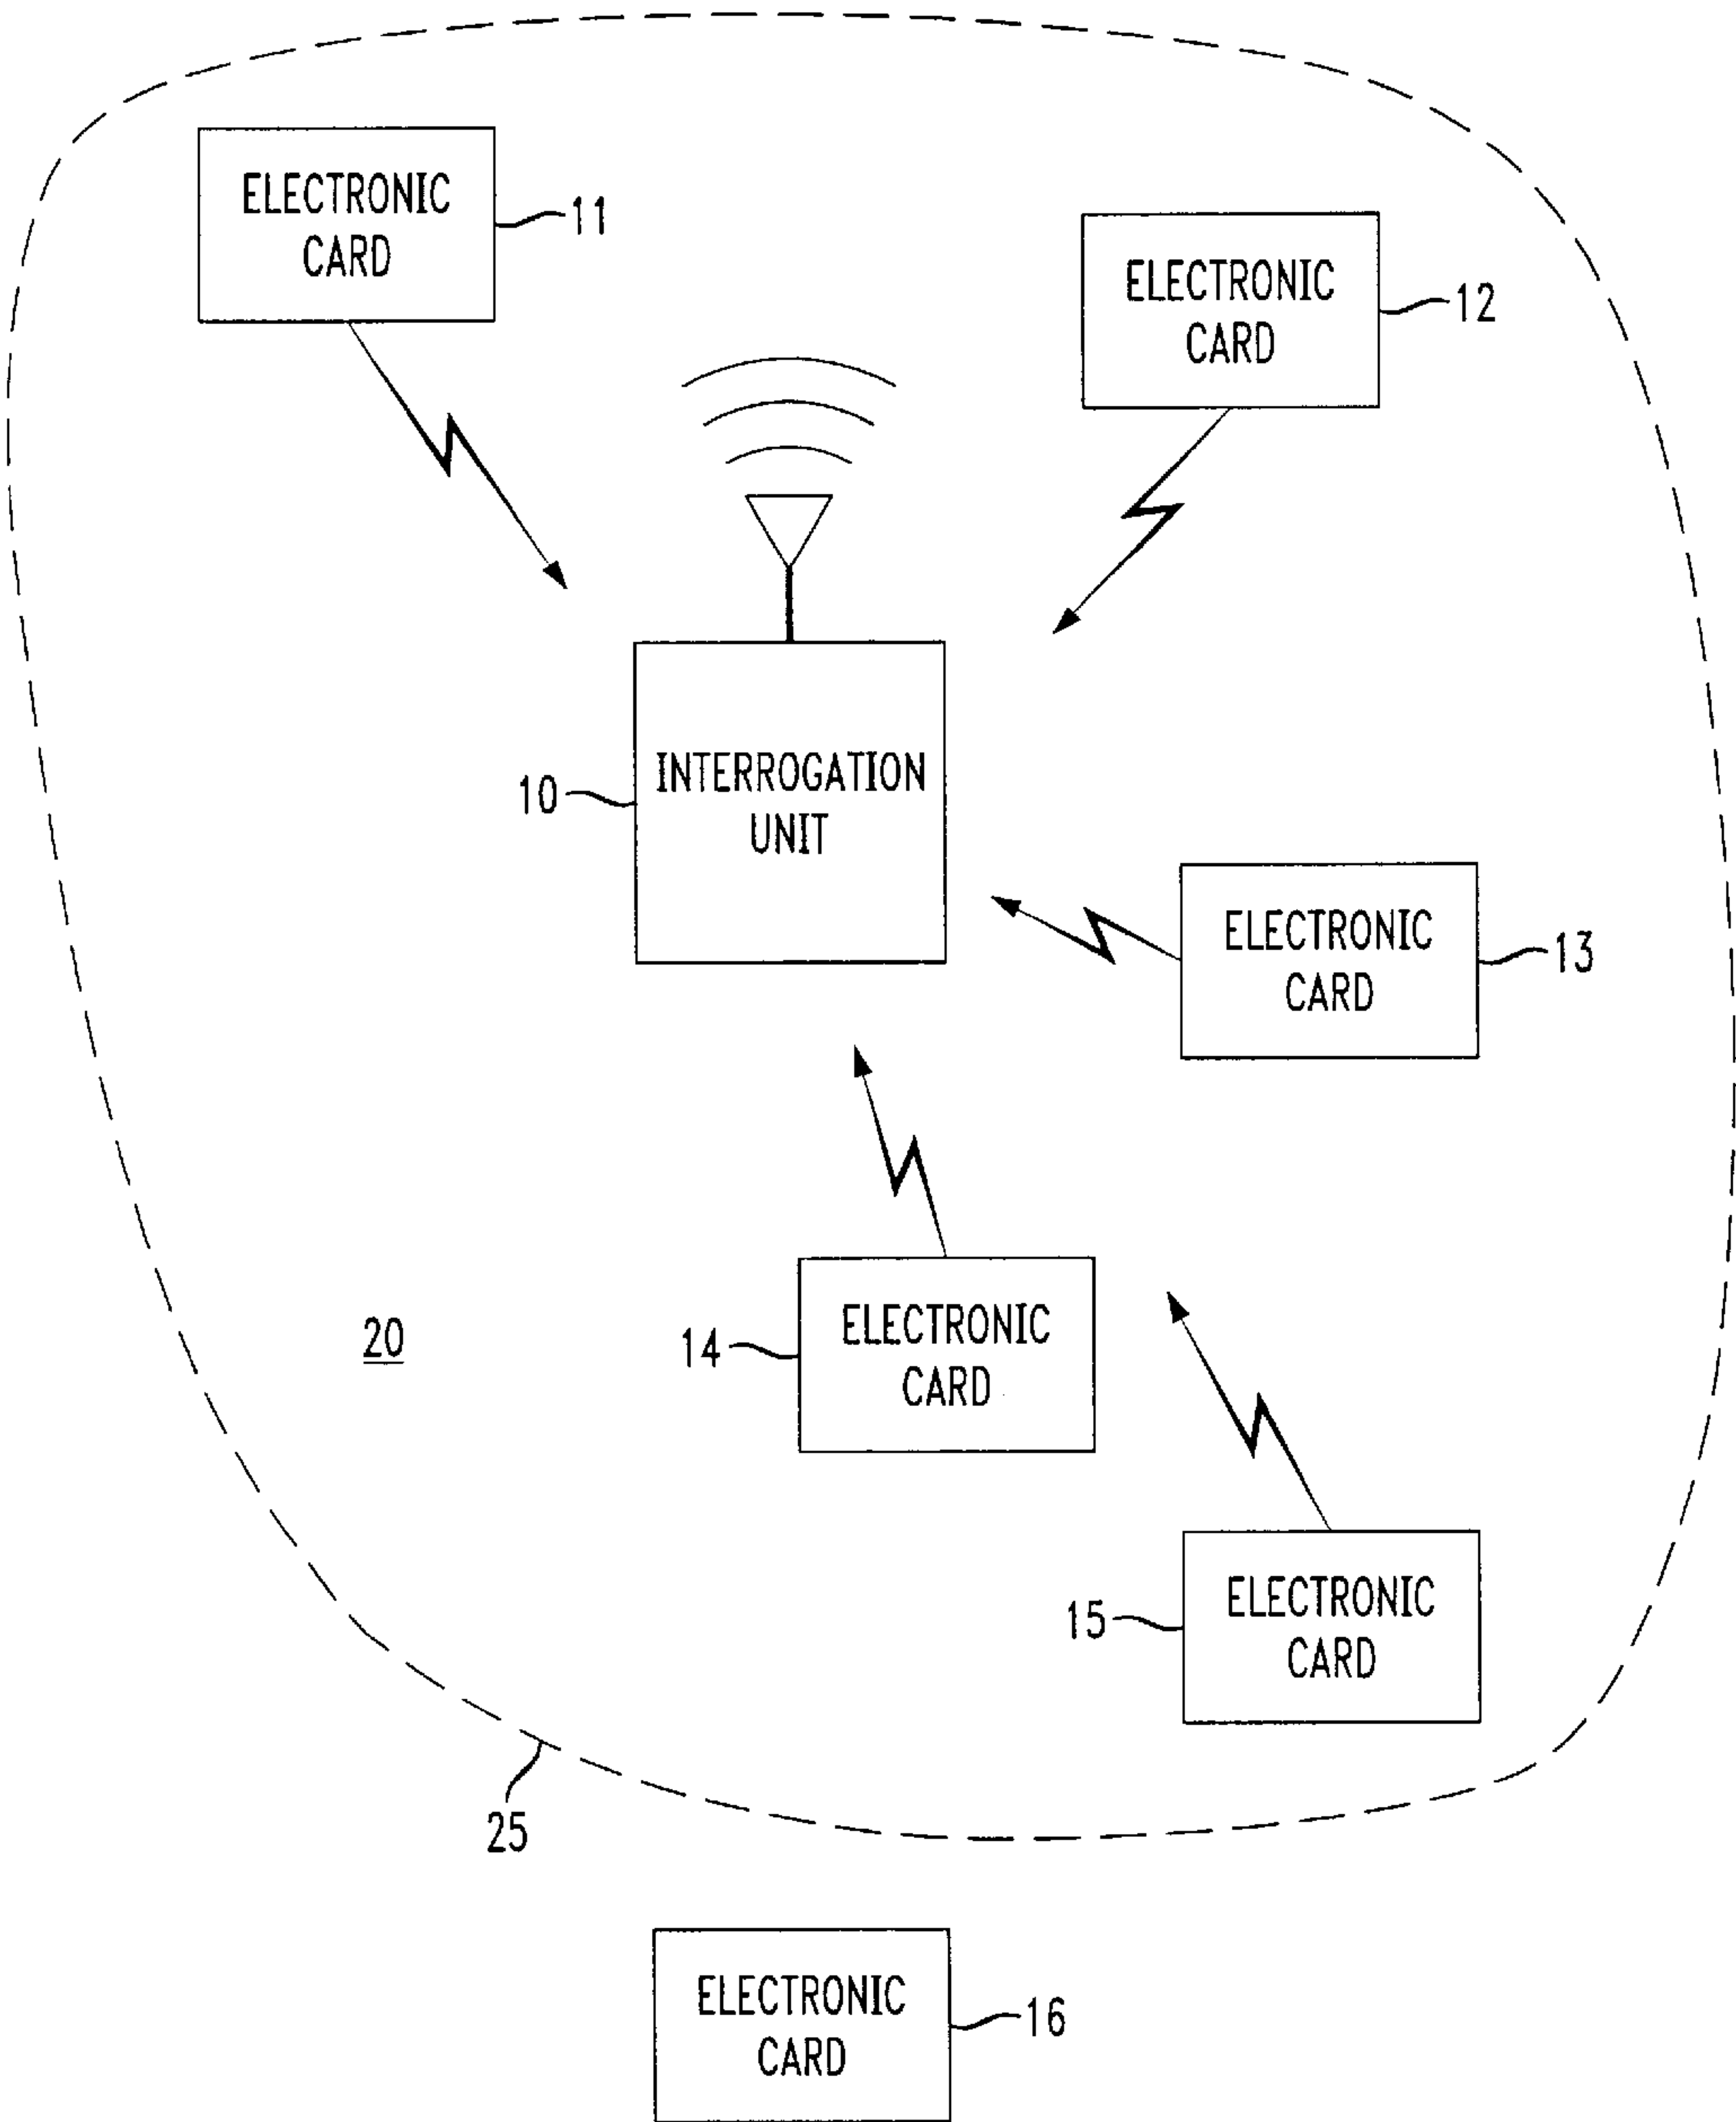 ELECTRONIC
CARD
11
ELECTRONIC
CARD
12
INTERROGATION
UNIT
10
ELECTRONIC
CARD
13
ELECTRONIC
CARD
14
20
ELECTRONIC
CARD
15
25
ELECTRONIC
CARD
16